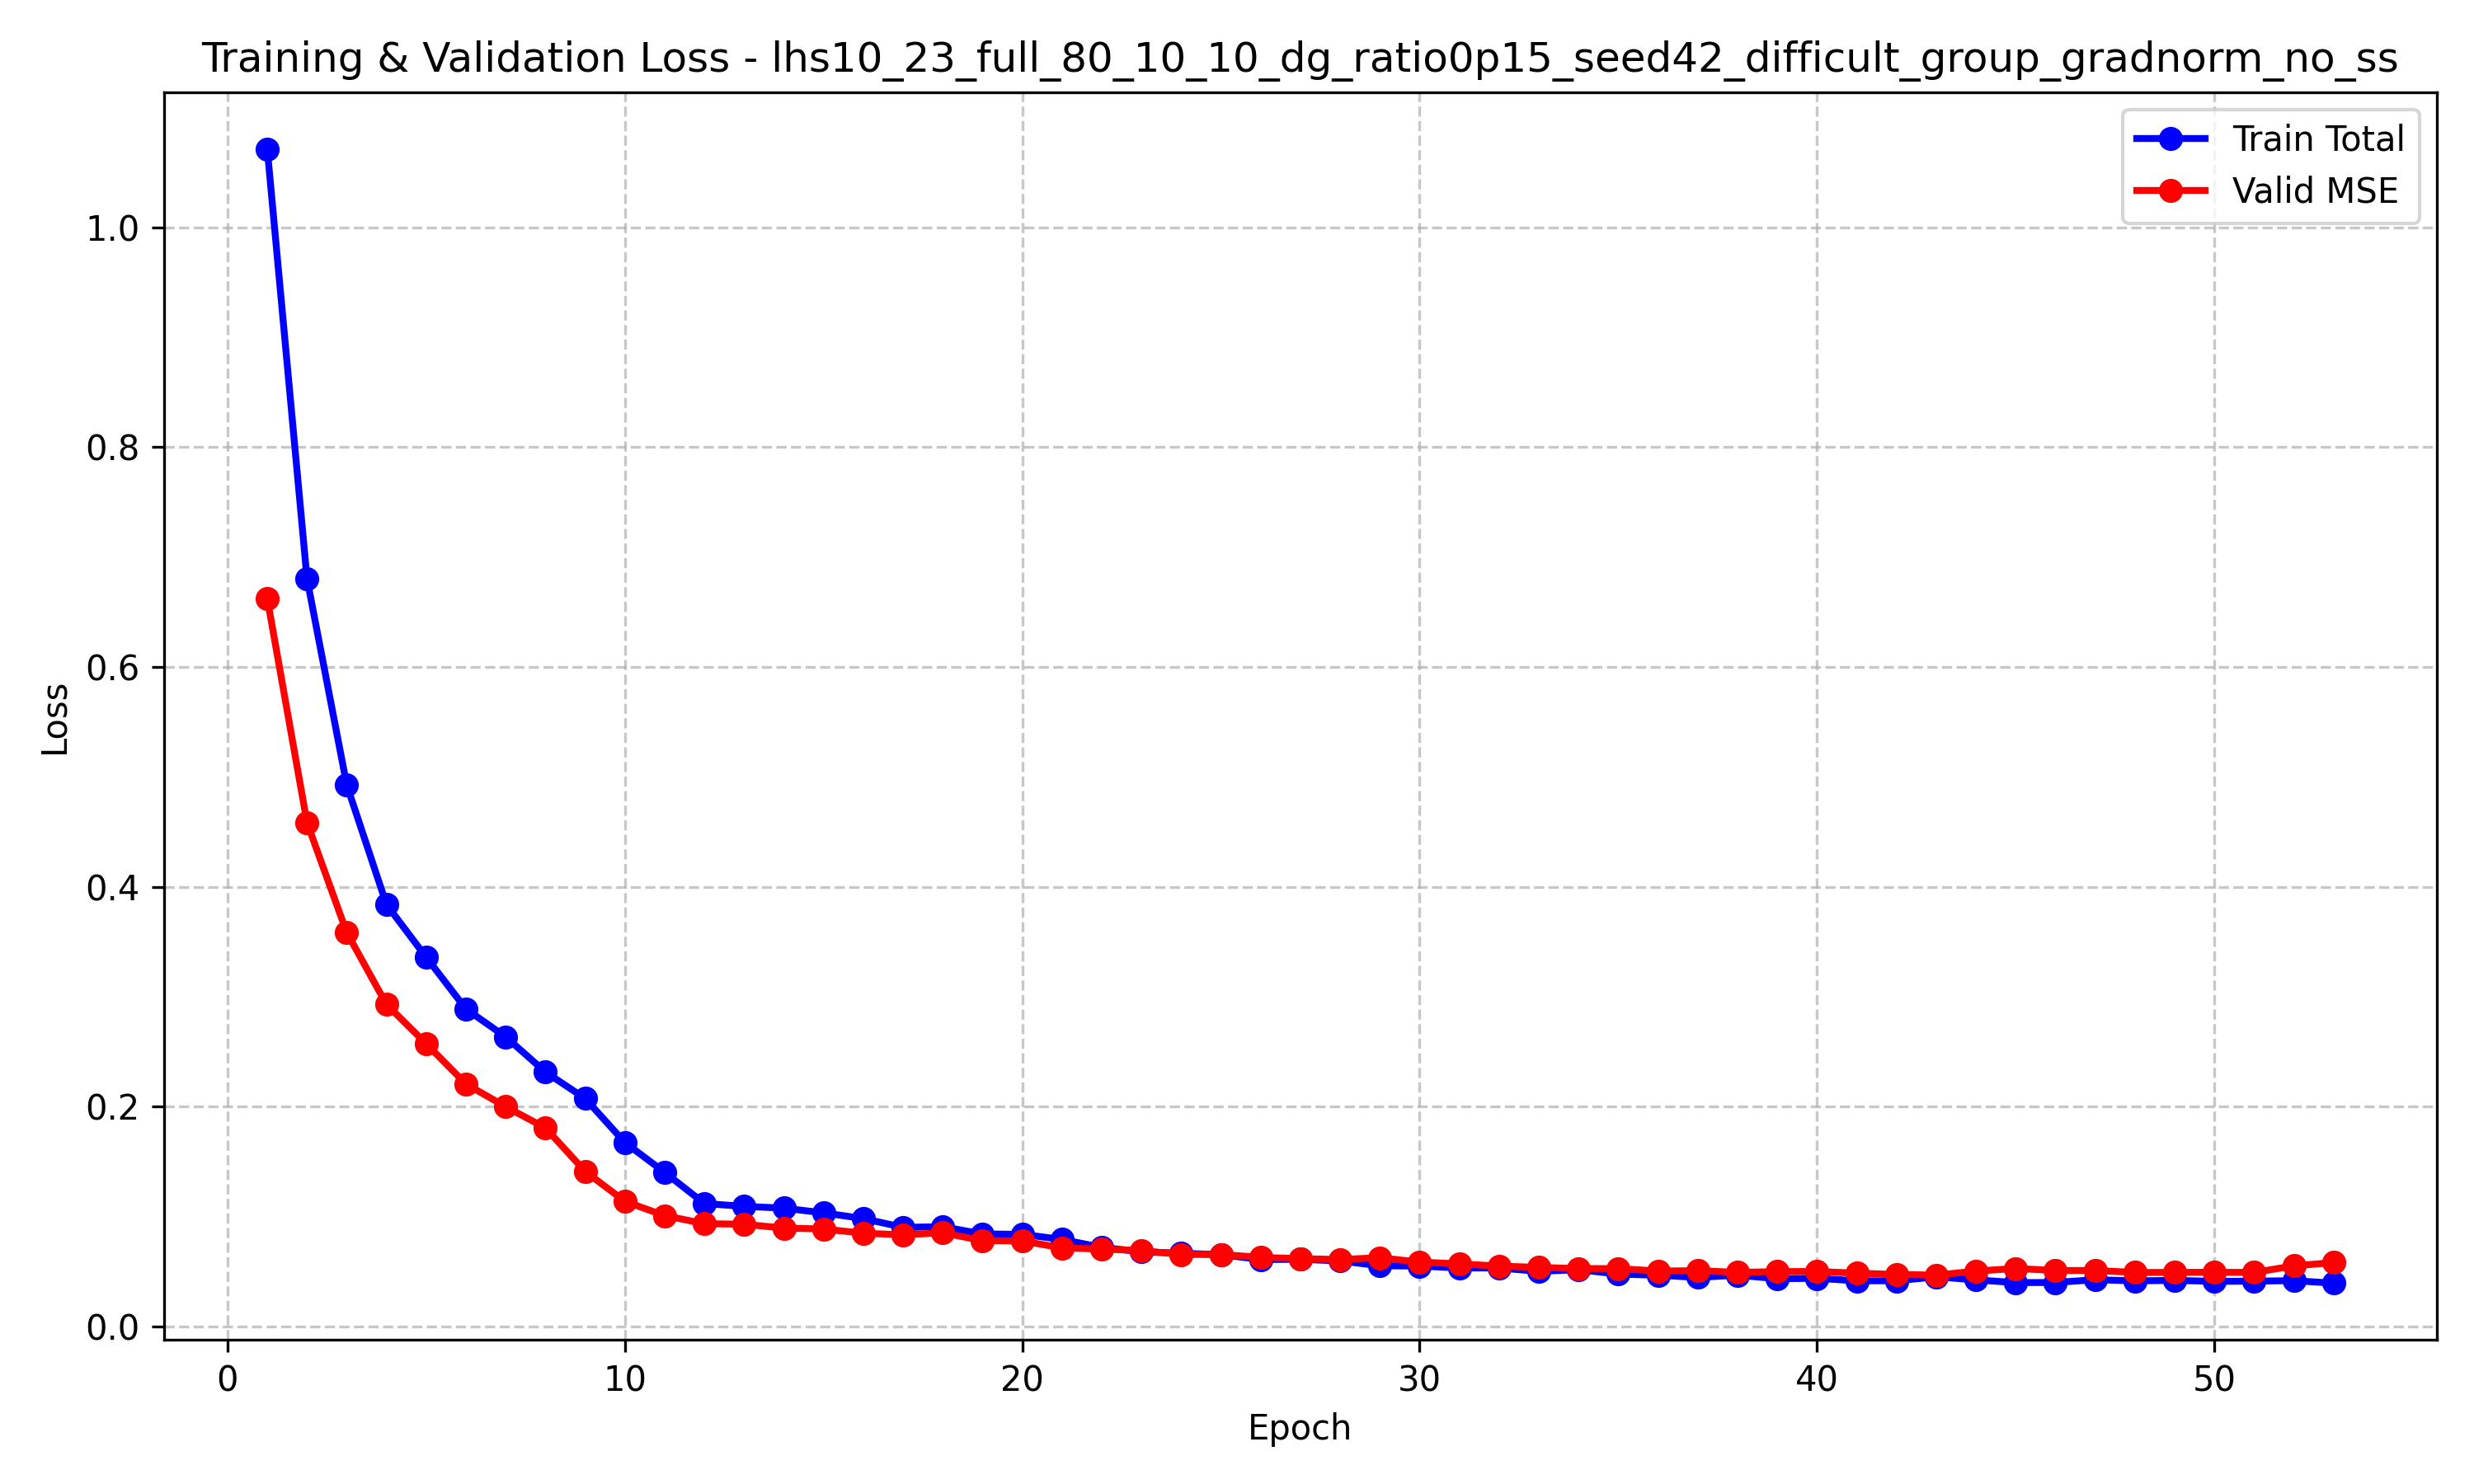 Training & Validation Loss - lhs10_23_full_80_10_10_dg_ratio0p15_seed42_difficult_group_gradnorm_no_ss
Train Total
Valid MSE
1.0
0.8
0.6
0.4
0.2
0.0
Loss
0 10 20 30 40 50
Epoch